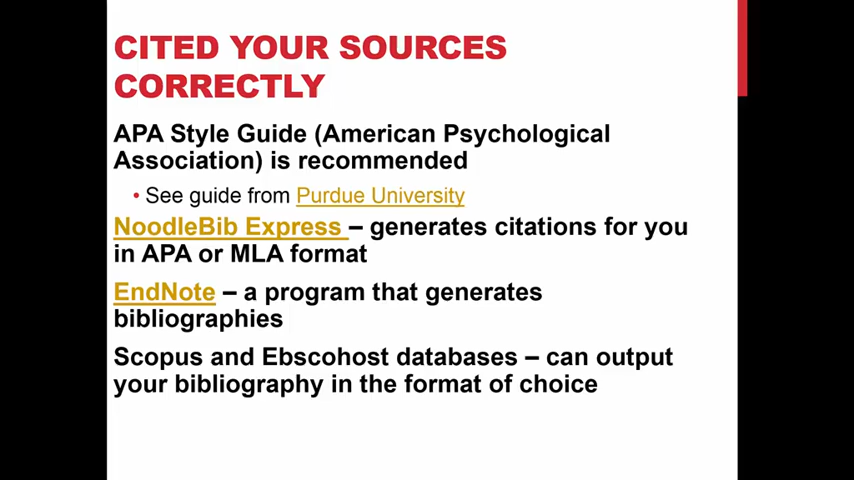 CITED YOUR SOURCES
CORRECTLY
APA Style Guide (American Psychological
Association) is recommended
• See guide from Purdue University
NoodleBib Express – generates citations for you
in APA or MLA format
EndNote – a program that generates
bibliographies
Scopus and Ebscohost databases – can output
your bibliography in the format of choice